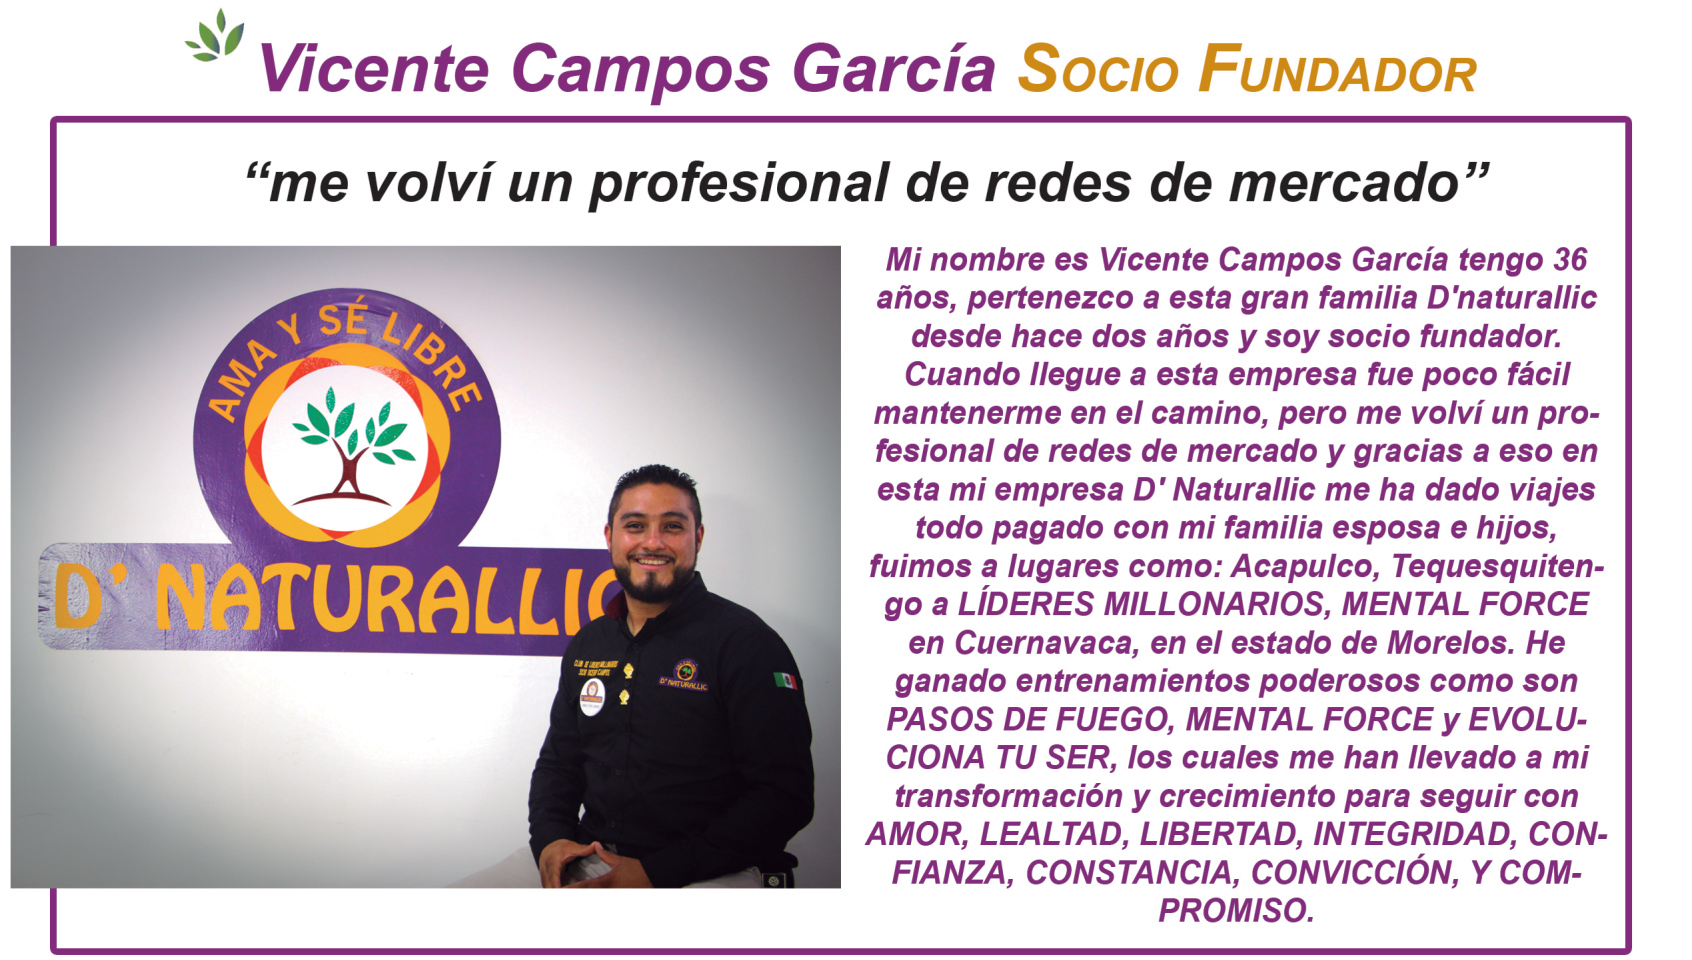 Vicente Campos García Socio Fundador
“me volví un profesional de redes de mercado”
AMA Y SÉ LIBRE
D’ NATURALLIC
D' NATURALLIC
Mi nombre es Vicente Campos García tengo 36
años, pertenezco a esta gran familia D'naturallic
desde hace dos años y soy socio fundador.
Cuando llegue a esta empresa fue poco fácil
mantenerme en el camino, pero me volví un pro-
fesional de redes de mercado y gracias a eso en
esta mi empresa D' Naturallic me ha dado viajes
todo pagado con mi familia esposa e hijos,
fuimos a lugares como: Acapulco, Tequesquiten-
go a LÍDERES MILLONARIOS, MENTAL FORCE
en Cuernavaca, en el estado de Morelos. He
ganado entrenamientos poderosos como son
PASOS DE FUEGO, MENTAL FORCE y EVOLU-
CIONA TU SER, los cuales me han llevado a mi
transformación y crecimiento para seguir con
AMOR, LEALTAD, LIBERTAD, INTEGRIDAD, CON-
FIANZA, CONSTANCIA, CONVICCIÓN, Y COM-
PROMISO.